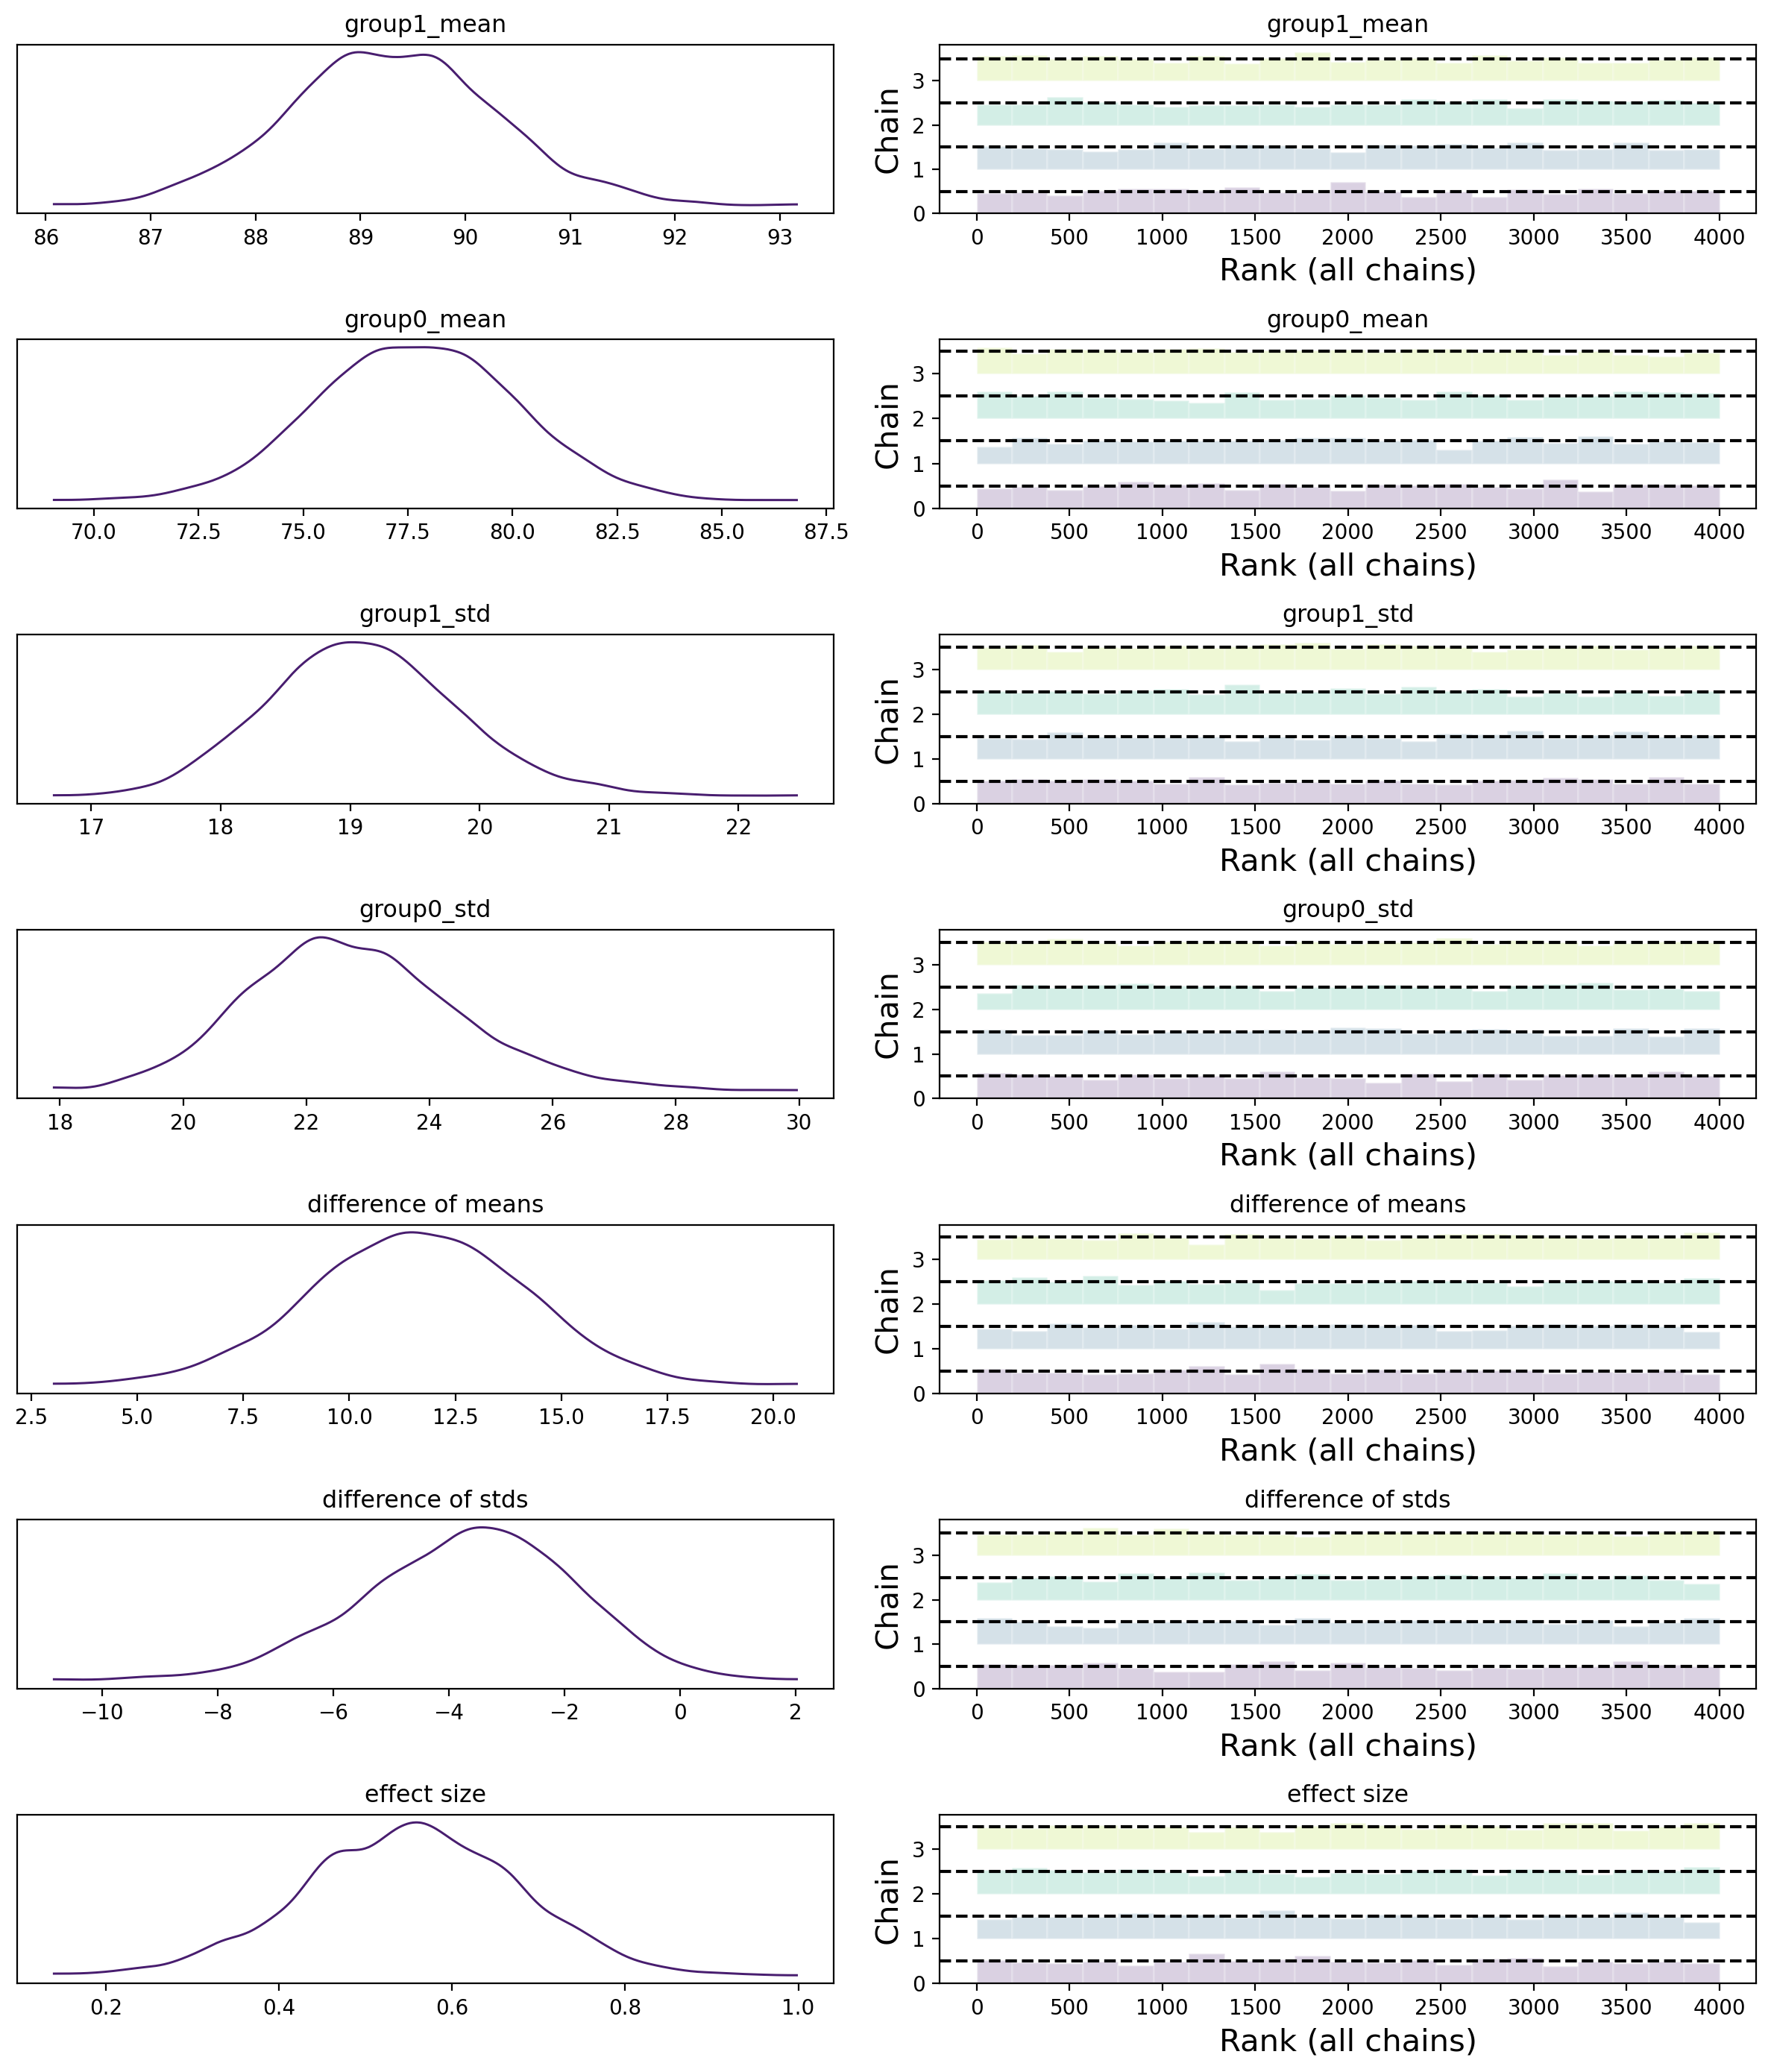 group1_mean
86 87 88 89 90 91 92 93
group1_mean
Chain
3
2
1
0
0 500 1000 1500 2000 2500 3000 3500 4000
Rank (all chains)
group0_mean
70.0 72.5 75.0 77.5 80.0 82.5 85.0 87.5
group0_mean
Chain
3
2
1
0
0 500 1000 1500 2000 2500 3000 3500 4000
Rank (all chains)
group1_std
17 18 19 20 21 22
group1_std
Chain
3
2
1
0
0 500 1000 1500 2000 2500 3000 3500 4000
Rank (all chains)
group0_std
18 20 22 24 26 28 30
group0_std
Chain
3
2
1
0
0 500 1000 1500 2000 2500 3000 3500 4000
Rank (all chains)
difference of means
2.5 5.0 7.5 10.0 12.5 15.0 17.5 20.0
difference of means
Chain
3
2
1
0
0 500 1000 1500 2000 2500 3000 3500 4000
Rank (all chains)
difference of stds
−10 −8 −6 −4 −2 0 2
difference of stds
Chain
3
2
1
0
0 500 1000 1500 2000 2500 3000 3500 4000
Rank (all chains)
effect size
0.2 0.4 0.6 0.8 1.0
effect size
Chain
3
2
1
0
0 500 1000 1500 2000 2500 3000 3500 4000
Rank (all chains)